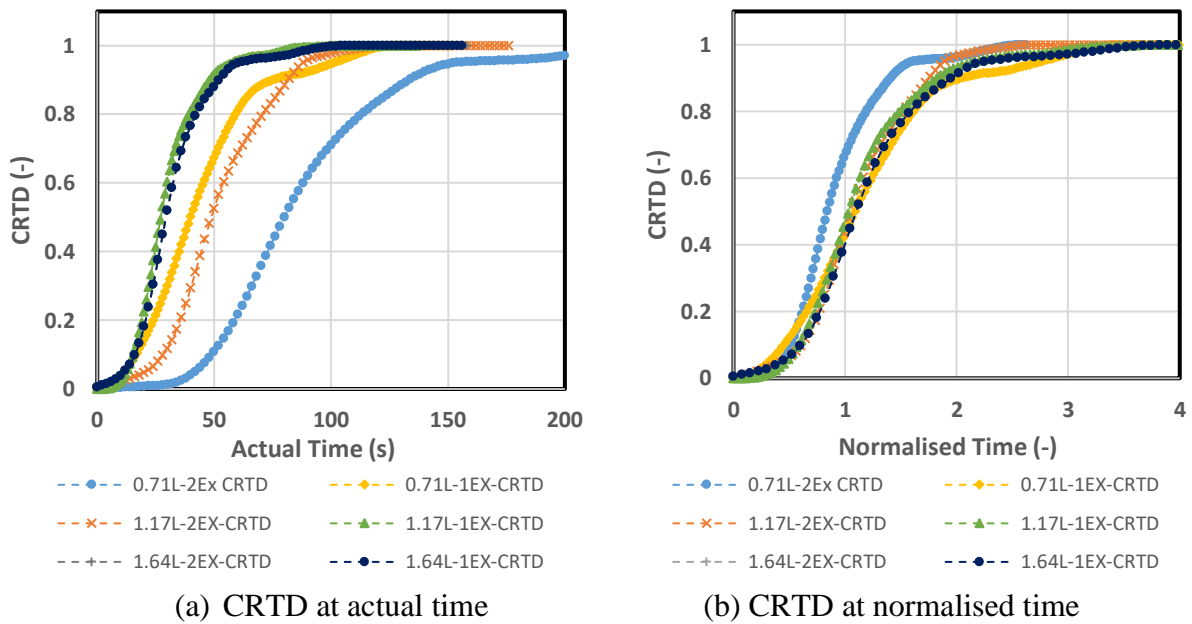 1
0.8
0.6
0.4
0.2
0
CRTD (-)
0 50 100 150 200
Actual Time (s)
0.71L-2Ex CRTD 0.71L-1EX-CRTD
1.17L-2EX-CRTD 1.17L-1EX-CRTD
1.64L-2EX-CRTD 1.64L-1EX-CRTD
(a) CRTD at actual time
1
0.8
0.6
0.4
0.2
0
CRTD (-)
0 1 2 3 4
Normalised Time (-)
0.71L-2Ex CRTD 0.71L-1EX-CRTD
1.17L-2EX-CRTD 1.17L-1EX-CRTD
1.64L-2EX-CRTD 1.64L-1EX-CRTD
(b) CRTD at normalised time